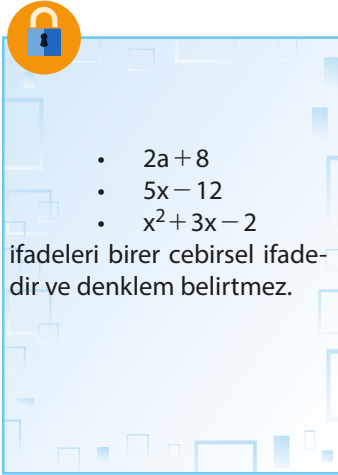 • 2a + 8
• 5x − 12
• x² + 3x − 2
ifadeleri birer cebirsel ifade-
dir ve denklem belirtmez.